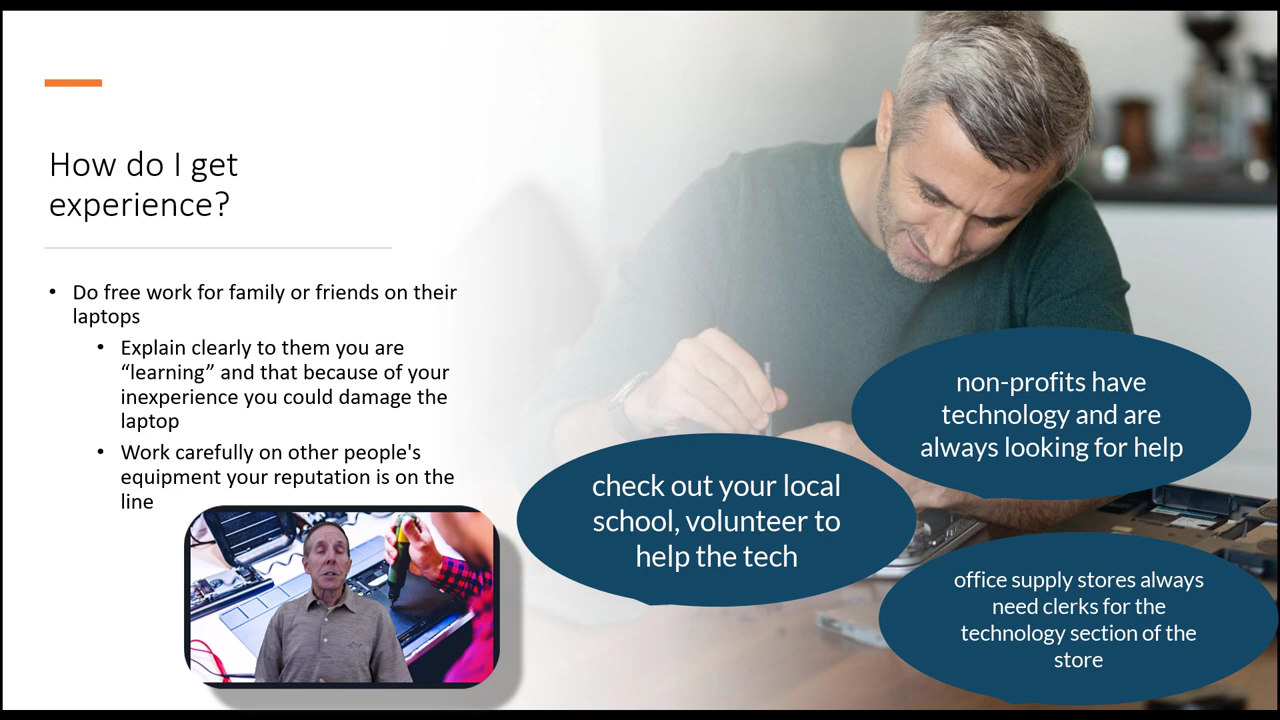 How do I get
experience?
• Do free work for family or friends on their
laptops
• Explain clearly to them you are
“learning” and that because of your
inexperience you could damage the
laptop
• Work carefully on other people's
equipment your reputation is on the
line
check out your local
school, volunteer to
help the tech
non-profits have
technology and are
always looking for help
office supply stores always
need clerks for the
technology section of the
store